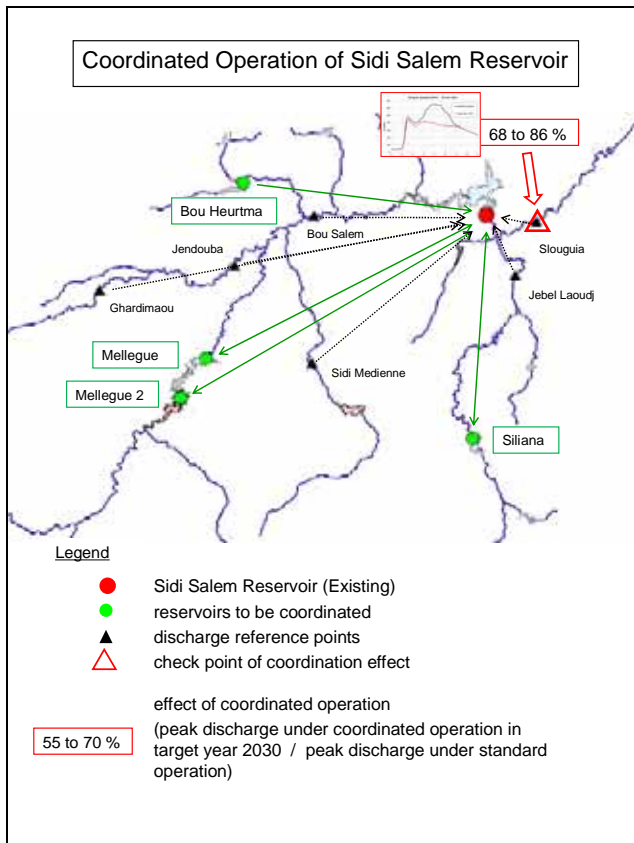 Coordinated Operation of Sidi Salem Reservoir
68 to 86 %
Bou Heurtma
Bou Salem
Slouguia
Jendouba
Ghardimaou
Jebel Laoudj
Mellegue
Sidi Medienne
Mellegue 2
Siliana
Legend
Sidi Salem Reservoir (Existing)
reservoirs to be coordinated
discharge reference points
check point of coordination effect
effect of coordinated operation
55 to 70 %
(peak discharge under coordinated operation in
target year 2030 / peak discharge under standard
operation)